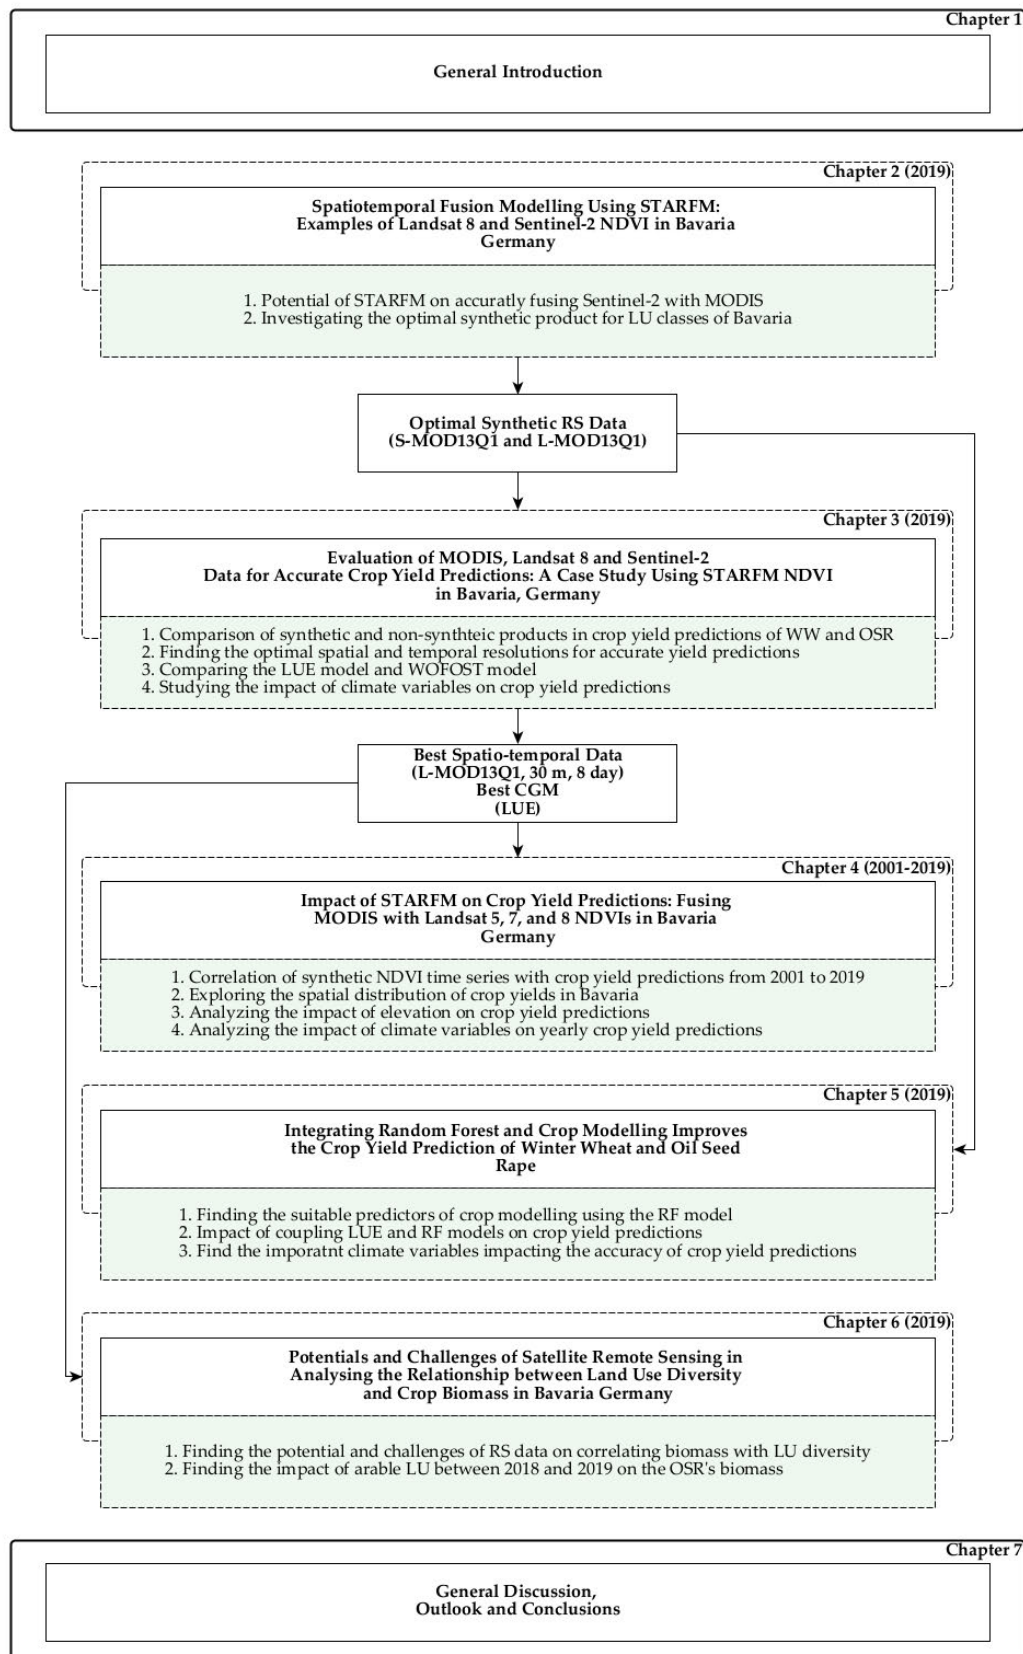 Chapter 1
General Introduction
Chapter 2 (2019)
Spatiotemporal Fusion Modelling Using STARFM:
Examples of Landsat 8 and Sentinel-2 NDVI in Bavaria
Germany
1. Potential of STARFM on accuratly fusing Sentinel-2 with MODIS
2. Investigating the optimal synthetic product for LU classes of Bavaria
Optimal Synthetic RS Data
(S-MOD13Q1 and L-MOD13Q1)
Chapter 3 (2019)
Evaluation of MODIS, Landsat 8 and Sentinel-2
Data for Accurate Crop Yield Predictions: A Case Study Using STARFM NDVI
in Bavaria, Germany
1. Comparison of synthetic and non-synthteic products in crop yield predictions of WW and OSR
2. Finding the optimal spatial and temporal resolutions for accurate yield predictions
3. Comparing the LUE model and WOFOST model
4. Studying the impact of climate variables on crop yield predictions
Best Spatio-temporal Data
(L-MOD13Q1, 30 m, 8 day)
Best CGM
(LUE)
Chapter 4 (2001-2019)
Impact of STARFM on Crop Yield Predictions: Fusing
MODIS with Landsat 5, 7, and 8 NDVIs in Bavaria
Germany
1. Correlation of synthetic NDVI time series with crop yield predictions from 2001 to 2019
2. Exploring the spatial distribution of crop yields in Bavaria
3. Analyzing the impact of elevation on crop yield predictions
4. Analyzing the impact of climate variables on yearly crop yield predictions
Chapter 5 (2019)
Integrating Random Forest and Crop Modelling Improves
the Crop Yield Prediction of Winter Wheat and Oil Seed
Rape
1. Finding the suitable predictors of crop modelling using the RF model
2. Impact of coupling LUE and RF models on crop yield predictions
3. Find the imporatnt climate variables impacting the accuracy of crop yield predictions
Chapter 6 (2019)
Potentials and Challenges of Satellite Remote Sensing in
Analysing the Relationship between Land Use Diversity
and Crop Biomass in Bavaria Germany
1. Finding the potential and challenges of RS data on correlating biomass with LU diversity
2. Finding the impact of arable LU between 2018 and 2019 on the OSR's biomass
Chapter 7
General Discussion,
Outlook and Conclusions